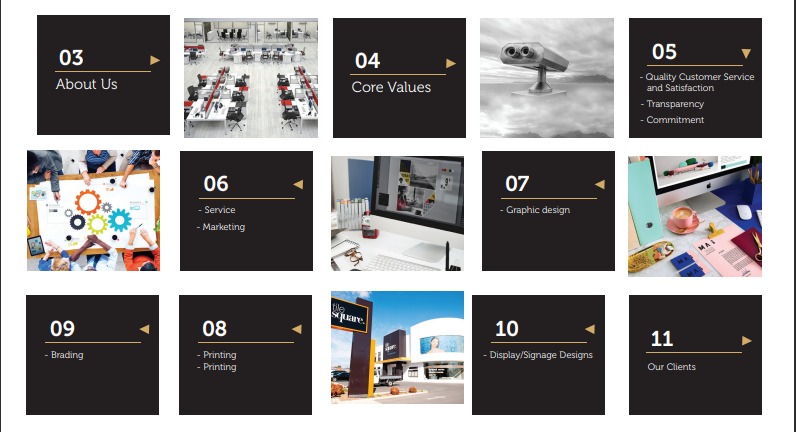 03
About Us
04
Core Values
05
- Quality Customer Service
and Satisfaction
- Transparency
- Commitment
06
- Service
- Marketing
07
- Graphic design
09
- Brading
08
- Printing
- Printing
tile
square.
10
- Display/Signage Designs
11
Our Clients